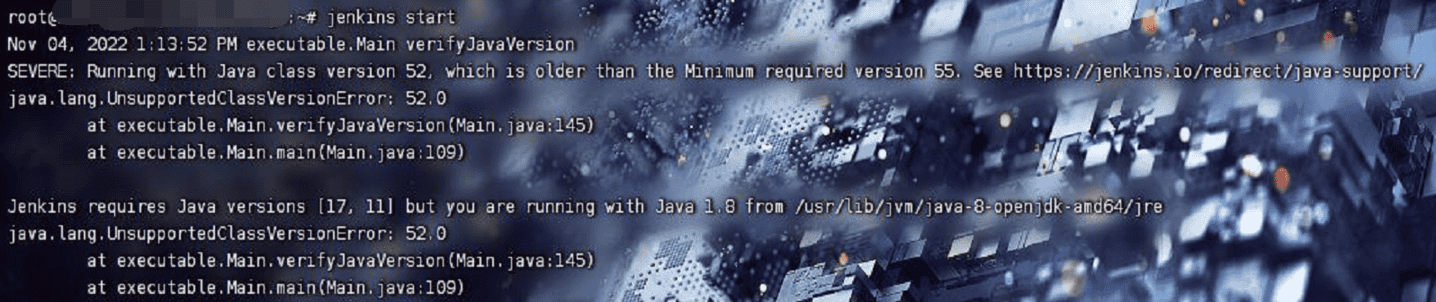 root@ :~# jenkins start
Nov 04, 2022 1:13:52 PM executable.Main verifyJavaVersion
SEVERE: Running with Java class version 52, which is older than the Minimum required version 55. See https://jenkins.io/redirect/java-support/
java.lang.UnsupportedClassVersionError: 52.0
at executable.Main.verifyJavaVersion(Main.java:145)
at executable.Main.main(Main.java:109)
Jenkins requires Java versions [17, 11] but you are running with Java 1.8 from /usr/lib/jvm/java-8-openjdk-amd64/jre
java.lang.UnsupportedClassVersionError: 52.0
at executable.Main.verifyJavaVersion(Main.java:145)
at executable.Main.main(Main.java:109)